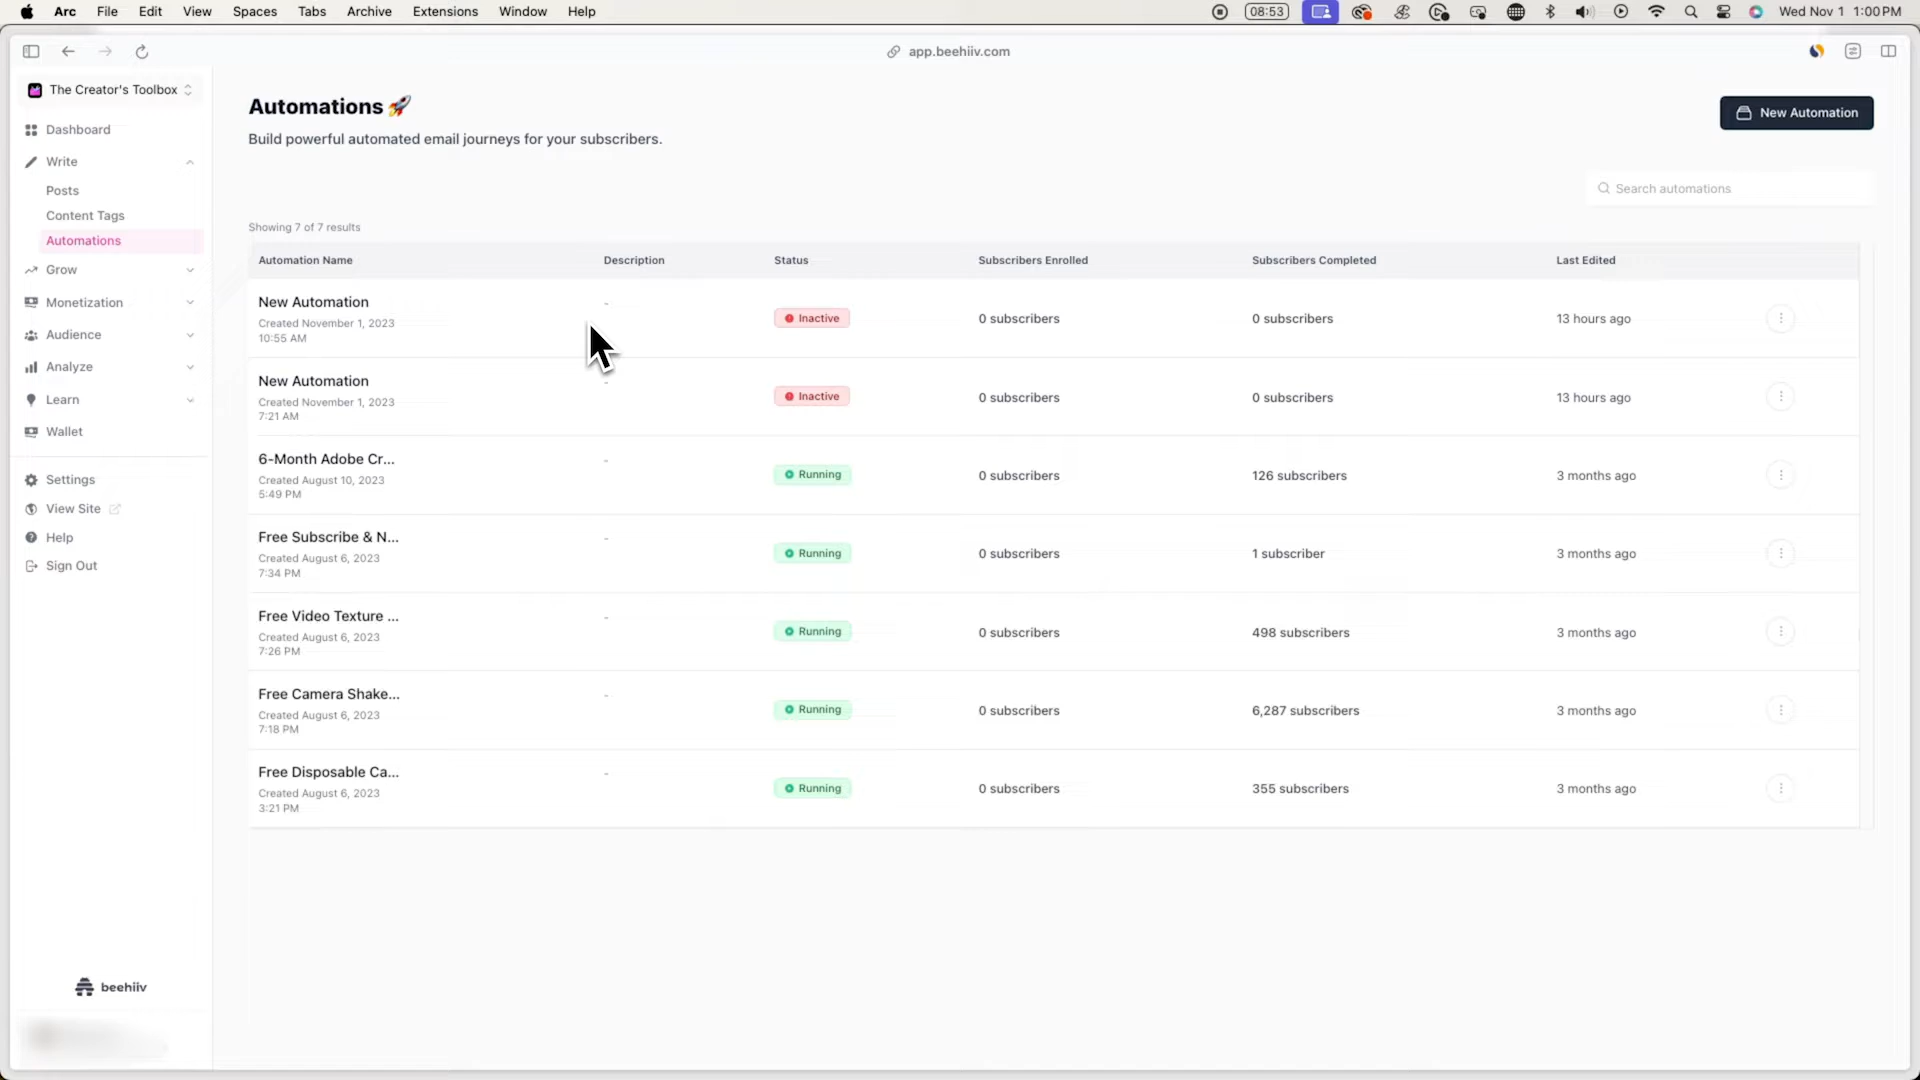 Arc File Edit View Spaces Tabs Archive Extensions Window Help 08:53 Wed Nov 1 1:00 PM
app.beehiiv.com
The Creator's Toolbox
Dashboard
Write
Posts
Content Tags
Automations
Grow
Monetization
Audience
Analyze
Learn
Wallet
Settings
View Site
Help
Sign Out
beehiiv
Automations 🚀
New Automation
Build powerful automated email journeys for your subscribers.
Search automations
Showing 7 of 7 results
Automation Name Description Status Subscribers Enrolled Subscribers Completed Last Edited
New Automation - Inactive 0 subscribers 0 subscribers 13 hours ago
Created November 1, 2023
10:55 AM
New Automation - Inactive 0 subscribers 0 subscribers 13 hours ago
Created November 1, 2023
7:21 AM
6-Month Adobe Cr... - Running 0 subscribers 126 subscribers 3 months ago
Created August 10, 2023
5:49 PM
Free Subscribe & N... - Running 0 subscribers 1 subscriber 3 months ago
Created August 6, 2023
7:34 PM
Free Video Texture ... - Running 0 subscribers 498 subscribers 3 months ago
Created August 6, 2023
7:26 PM
Free Camera Shake... - Running 0 subscribers 6,287 subscribers 3 months ago
Created August 6, 2023
7:18 PM
Free Disposable Ca... - Running 0 subscribers 355 subscribers 3 months ago
Created August 6, 2023
3:21 PM